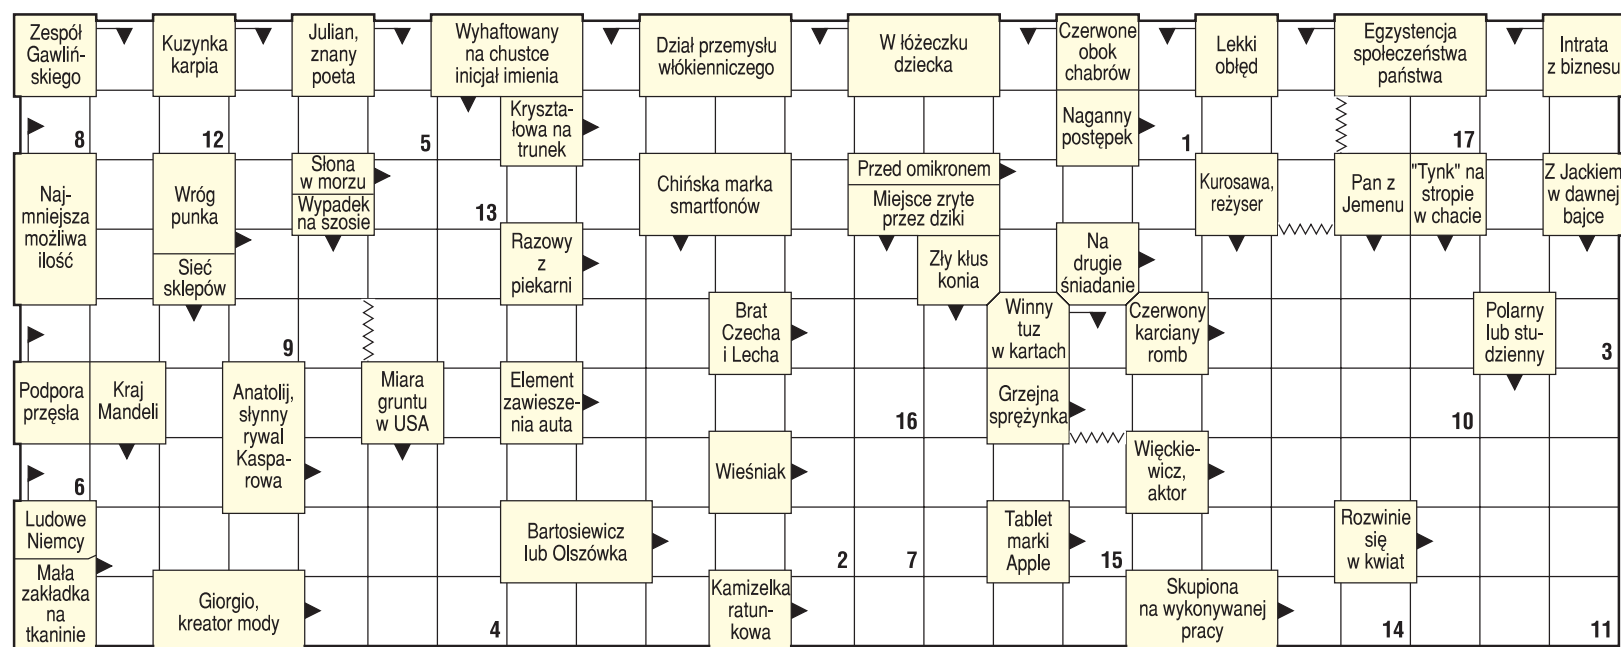 Zespół
Gawliń-
skiego
Kuzynka
karpia
Julian,
znany
poeta
Wyhaftowany
na chustce
inicjał imienia
Dział przemysłu
włókienniczego
W łóżeczku
dziecka
Czerwone
obok
chabrów
Lekki
obłęd
Egzystencja
społeczeństwa
państwa
Intrata
z biznesu
8
12
5
Kryszta-
łowa na
trunek
Naganny
postępek
1
17
Naj-
mniejsza
możliwa
ilość
Wróg
punka
Sieć
sklepów
Słona
w morzu
Wypadek
na szosie
13
Chińska marka
smartfonów
Przed omikronem
Miejsce zryte
przez dziki
Kurosawa,
reżyser
Pan z
Jemenu
"Tynk" na
stropie
w chacie
Z Jackiem
w dawnej
bajce
Razowy
z
piekarni
Zły kłus
konia
Na
drugie
śniadanie
9
Brat
Czecha
i Lecha
Winny
tuz
w kartach
Czerwony
karciany
romb
Polarny
lub stu-
dzienny
3
Podpora
przęsła
Kraj
Mandeli
Anatolij,
słynny
rywal
Kaspa-
rowa
Miara
gruntu
w USA
Element
zawiesze-
nia auta
16
Grzejna
sprężynka
10
6
Wieśniak
Więckie-
wicz,
aktor
Ludowe
Niemcy
Mała
zakładka
na
tkaninie
Bartosiewicz
lub Olszówka
2
7
Tablet
marki
Apple
15
Rozwinie
się
w kwiat
Giorgio,
kreator mody
4
Kamizelka
ratun-
kowa
Skupiona
na wykonywanej
pracy
14
11